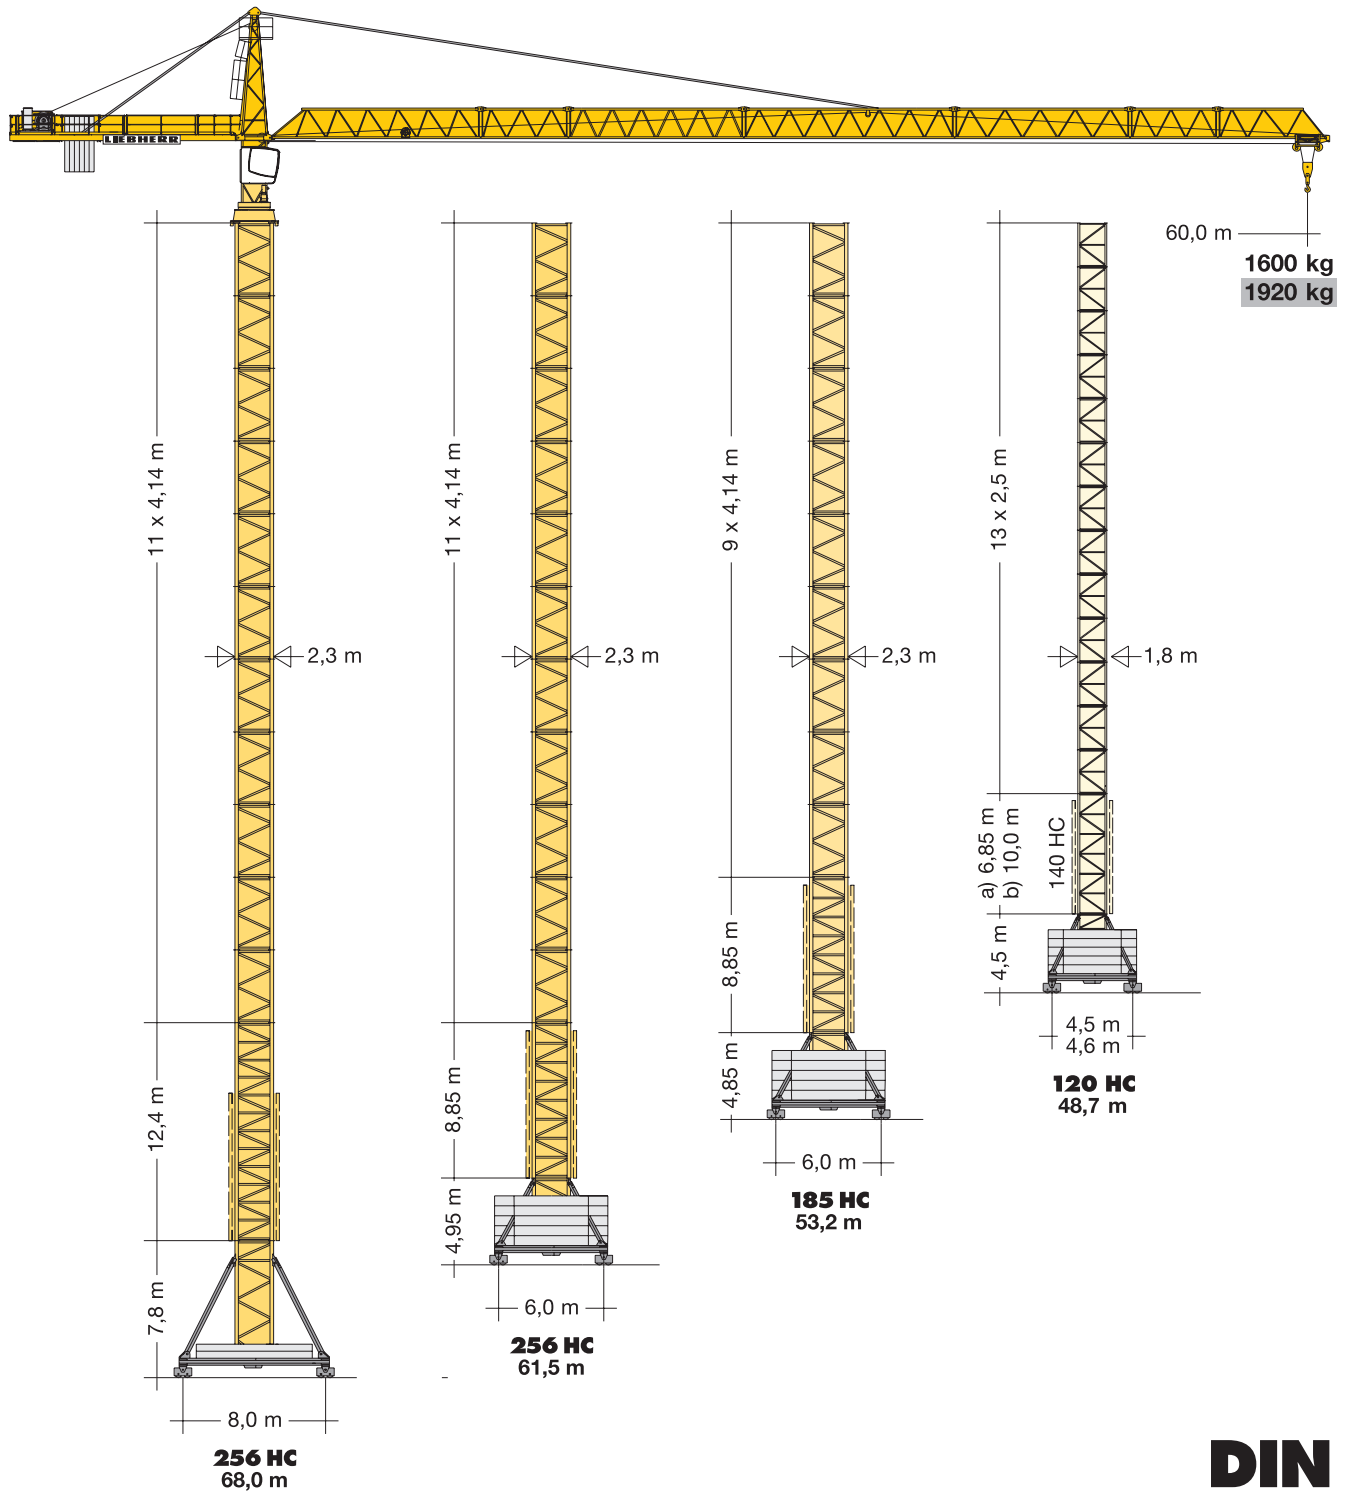 LIEBHERR
60,0 m
1600 kg
1920 kg
11 x 4,14 m
2,3 m
12,4 m
7,8 m
8,0 m
256 HC
68,0 m
11 x 4,14 m
2,3 m
8,85 m
4,95 m
6,0 m
256 HC
61,5 m
9 x 4,14 m
2,3 m
8,85 m
4,85 m
6,0 m
185 HC
53,2 m
13 x 2,5 m
1,8 m
a) 6,85 m
b) 10,0 m
140 HC
4,5 m
4,5 m
4,6 m
120 HC
48,7 m
DIN